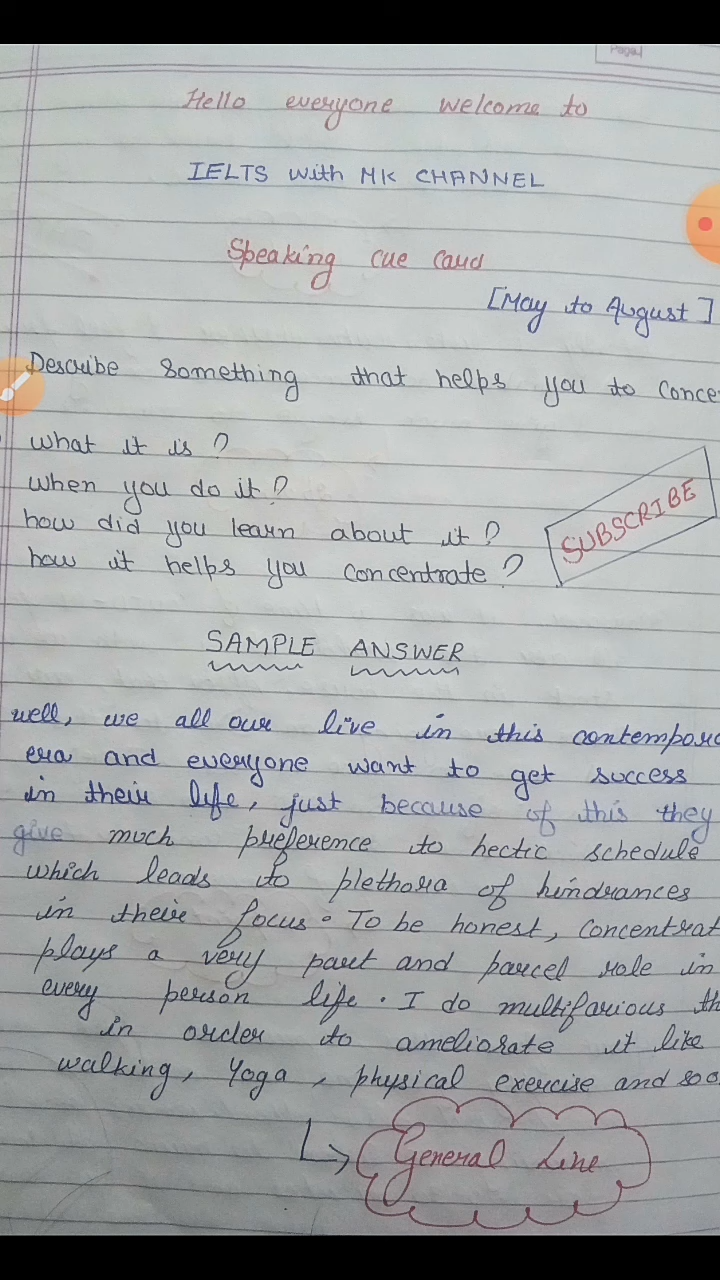 Page
Hello everyone welcome to
IELTS with MK CHANNEL
Speaking cue card
[May to August]
Describe something that helps you to conce
what it is ?
when you do it ?
how did you learn about it ?
how it helps you concentrate ?
SUBSCRIBE
SAMPLE ANSWER
well, we all our live in this contempora
era and everyone want to get success
in their life, just because of this they
give much preference to hectic schedule
which leads to plethora of hindrances
in their focus. To be honest, concentrat
plays a very part and parcel role in
every person life. I do multifarious th
in order to ameliorate it like
walking, Yoga, physical exercise and so o
General Line